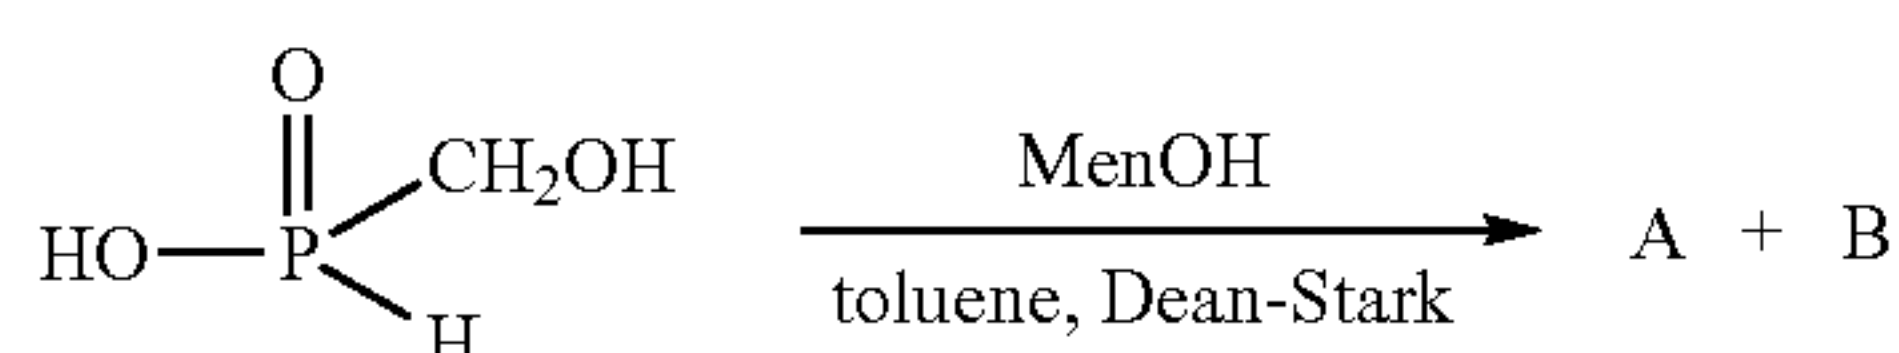 O
CH₂OH
HO P
H
MenOH
toluene, Dean-Stark
A + B